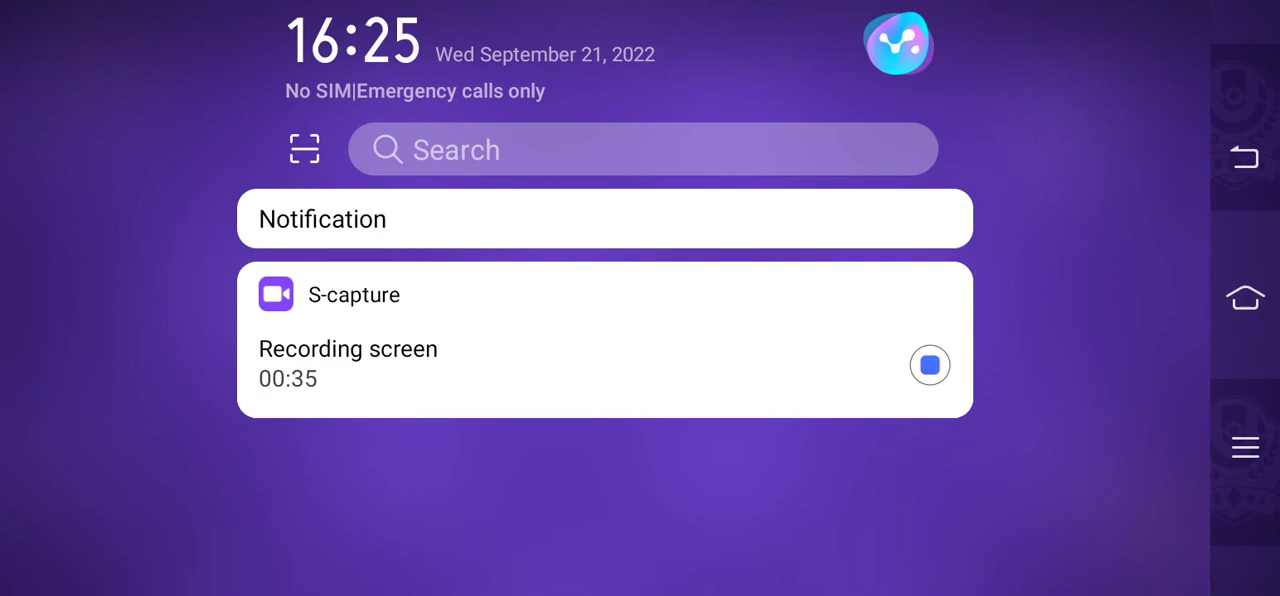 16:25 Wed September 21, 2022
No SIM|Emergency calls only
Search
Notification
S-capture
Recording screen
00:35